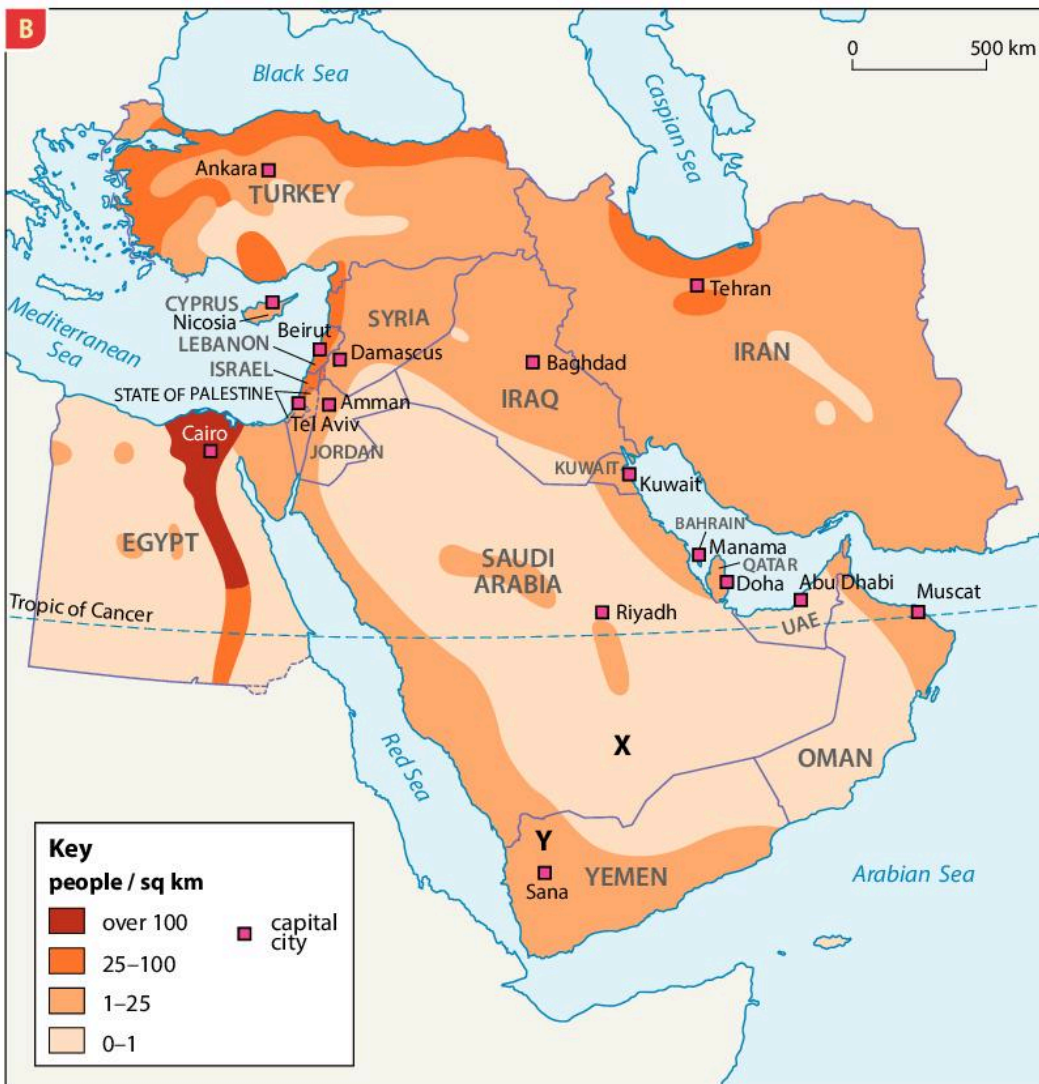 B
0 500 km
Black Sea
Caspian Sea
Ankara
TURKEY
Tehran
CYPRUS
Nicosia
Mediterranean
Sea
Beirut
LEBANON
SYRIA
Damascus
ISRAEL
STATE OF PALESTINE
Baghdad
IRAN
IRAQ
Amman
Tel Aviv
Cairo
JORDAN
KUWAIT
Kuwait
BAHRAIN
Manama
EGYPT
SAUDI
ARABIA
QATAR
Doha
Abu Dhabi
Muscat
Tropic of Cancer
Riyadh
UAE
Red Sea
X
OMAN
Y
YEMEN
Sana
Arabian Sea
Key
people / sq km
over 100
25–100
1–25
0–1
capital
city